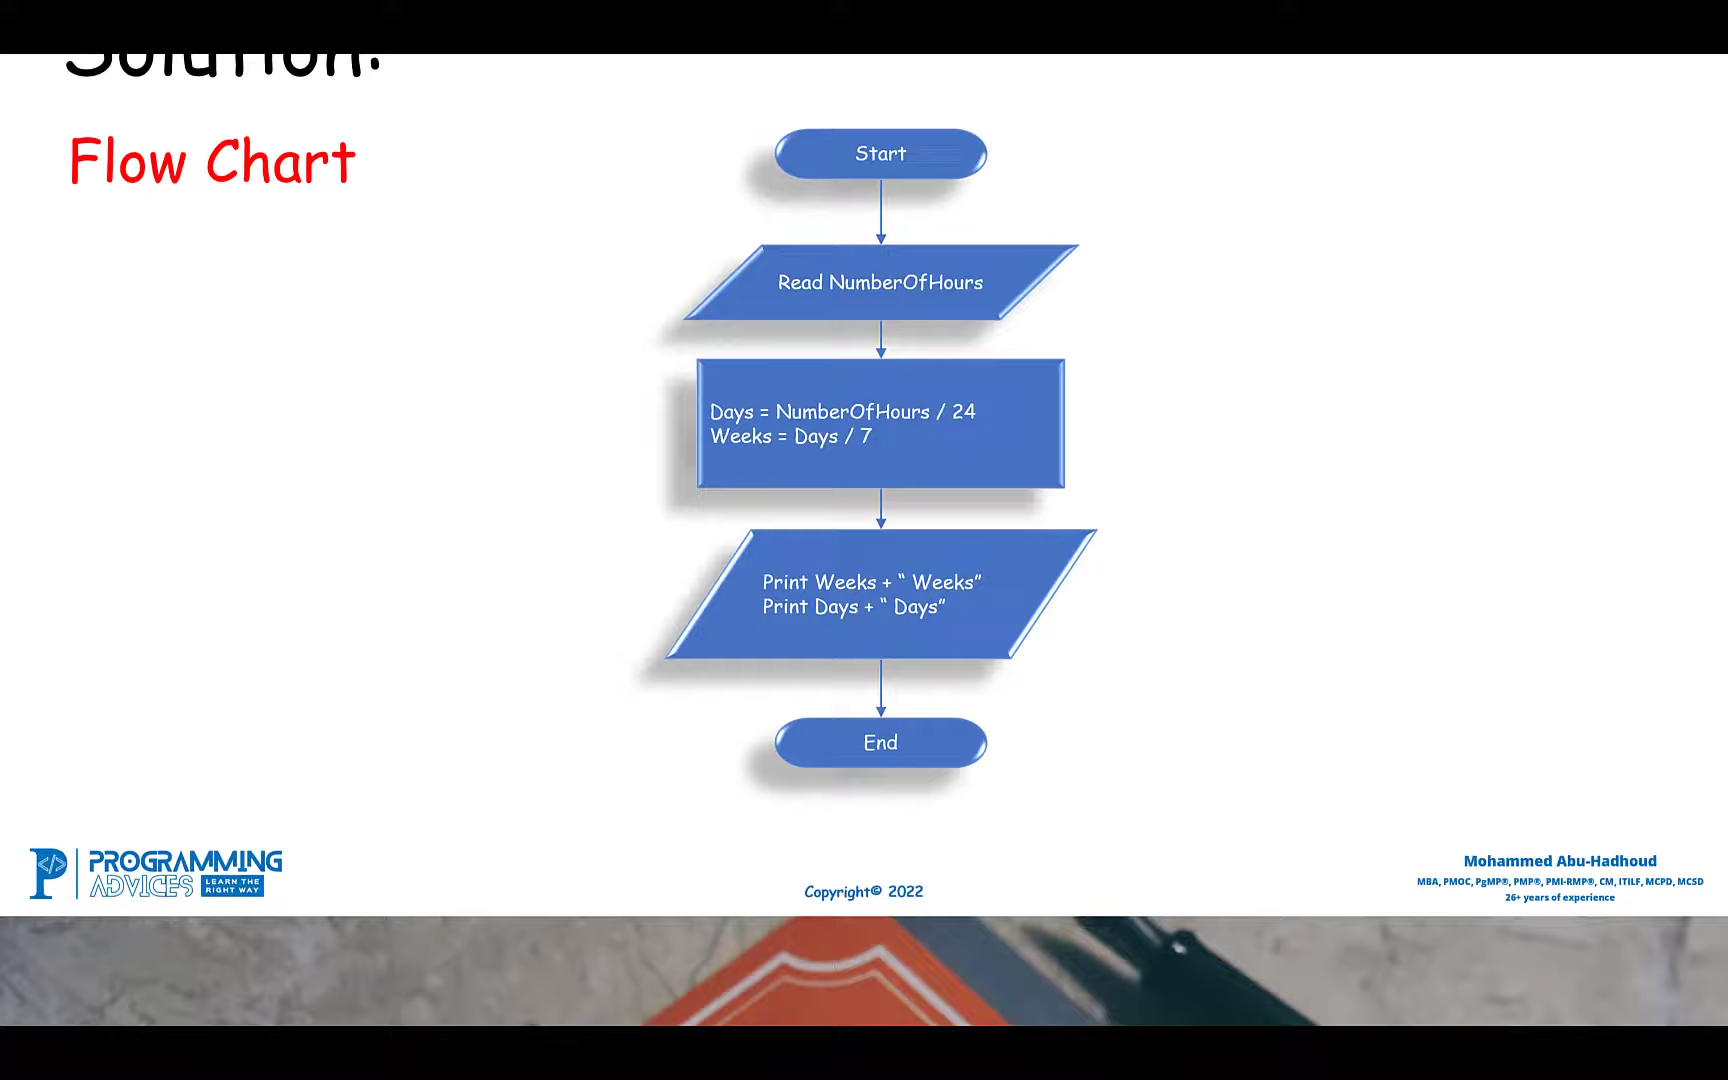 Solution:
Flow Chart
Start
Read NumberOfHours
Days = NumberOfHours / 24
Weeks = Days / 7
Print Weeks + “ Weeks”
Print Days + “ Days”
End
PROGRAMMING
ADVICES LEARN THE RIGHT WAY
Copyright© 2022
Mohammed Abu-Hadhoud
MBA, PMOC, PgMP®, PMP®, PMI-RMP®, CM, ITILF, MCPD, MCSD
26+ years of experience